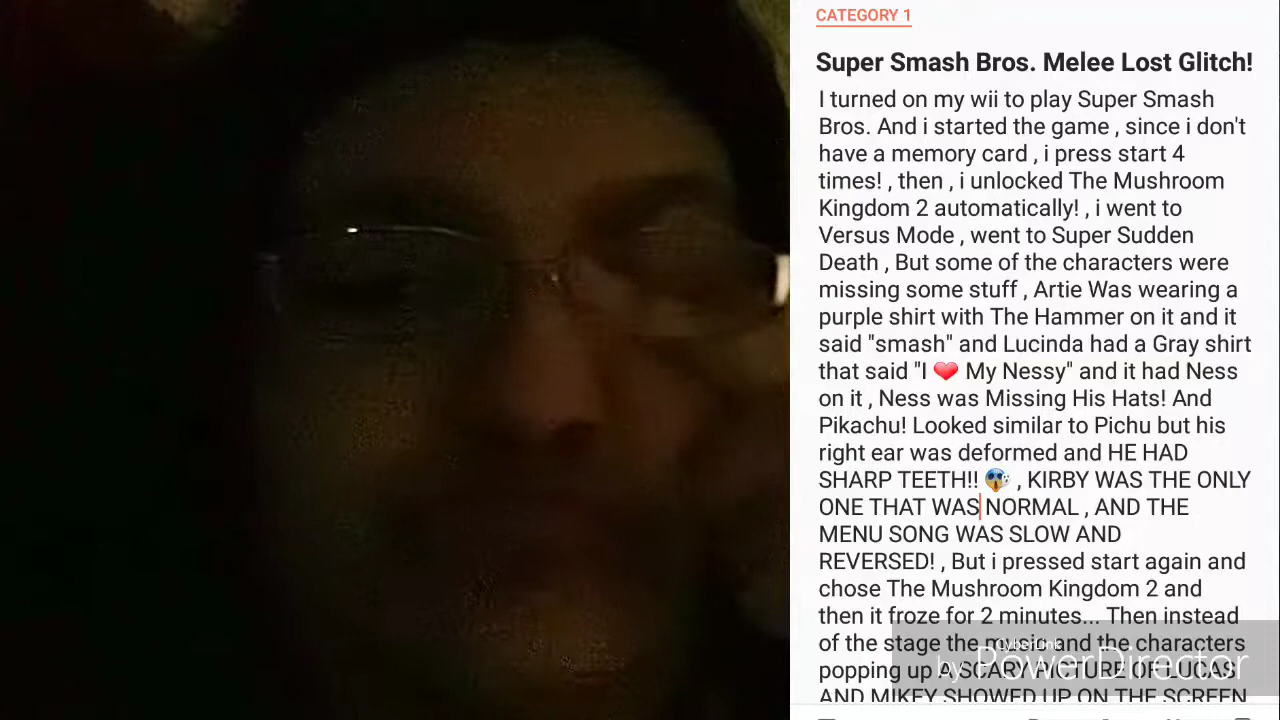 CATEGORY 1
Super Smash Bros. Melee Lost Glitch!
I turned on my wii to play Super Smash
Bros. And i started the game , since i don't
have a memory card , i press start 4
times! , then , i unlocked The Mushroom
Kingdom 2 automatically! , i went to
Versus Mode , went to Super Sudden
Death , But some of the characters were
missing some stuff , Artie Was wearing a
purple shirt with The Hammer on it and it
said "smash" and Lucinda had a Gray shirt
that said "I ❤️ My Nessy" and it had Ness
on it , Ness was Missing His Hats! And
Pikachu! Looked similar to Pichu but his
right ear was deformed and HE HAD
SHARP TEETH!! 😱 , KIRBY WAS THE ONLY
ONE THAT WAS NORMAL , AND THE
MENU SONG WAS SLOW AND
REVERSED! , But i pressed start again and
chose The Mushroom Kingdom 2 and
then it froze for 2 minutes... Then instead
of the stage the music and the characters
popping up A SCARY PICTURE OF LUCAS
AND MIKEY SHOWED UP ON THE SCREEN
CyberLink
by PowerDirector